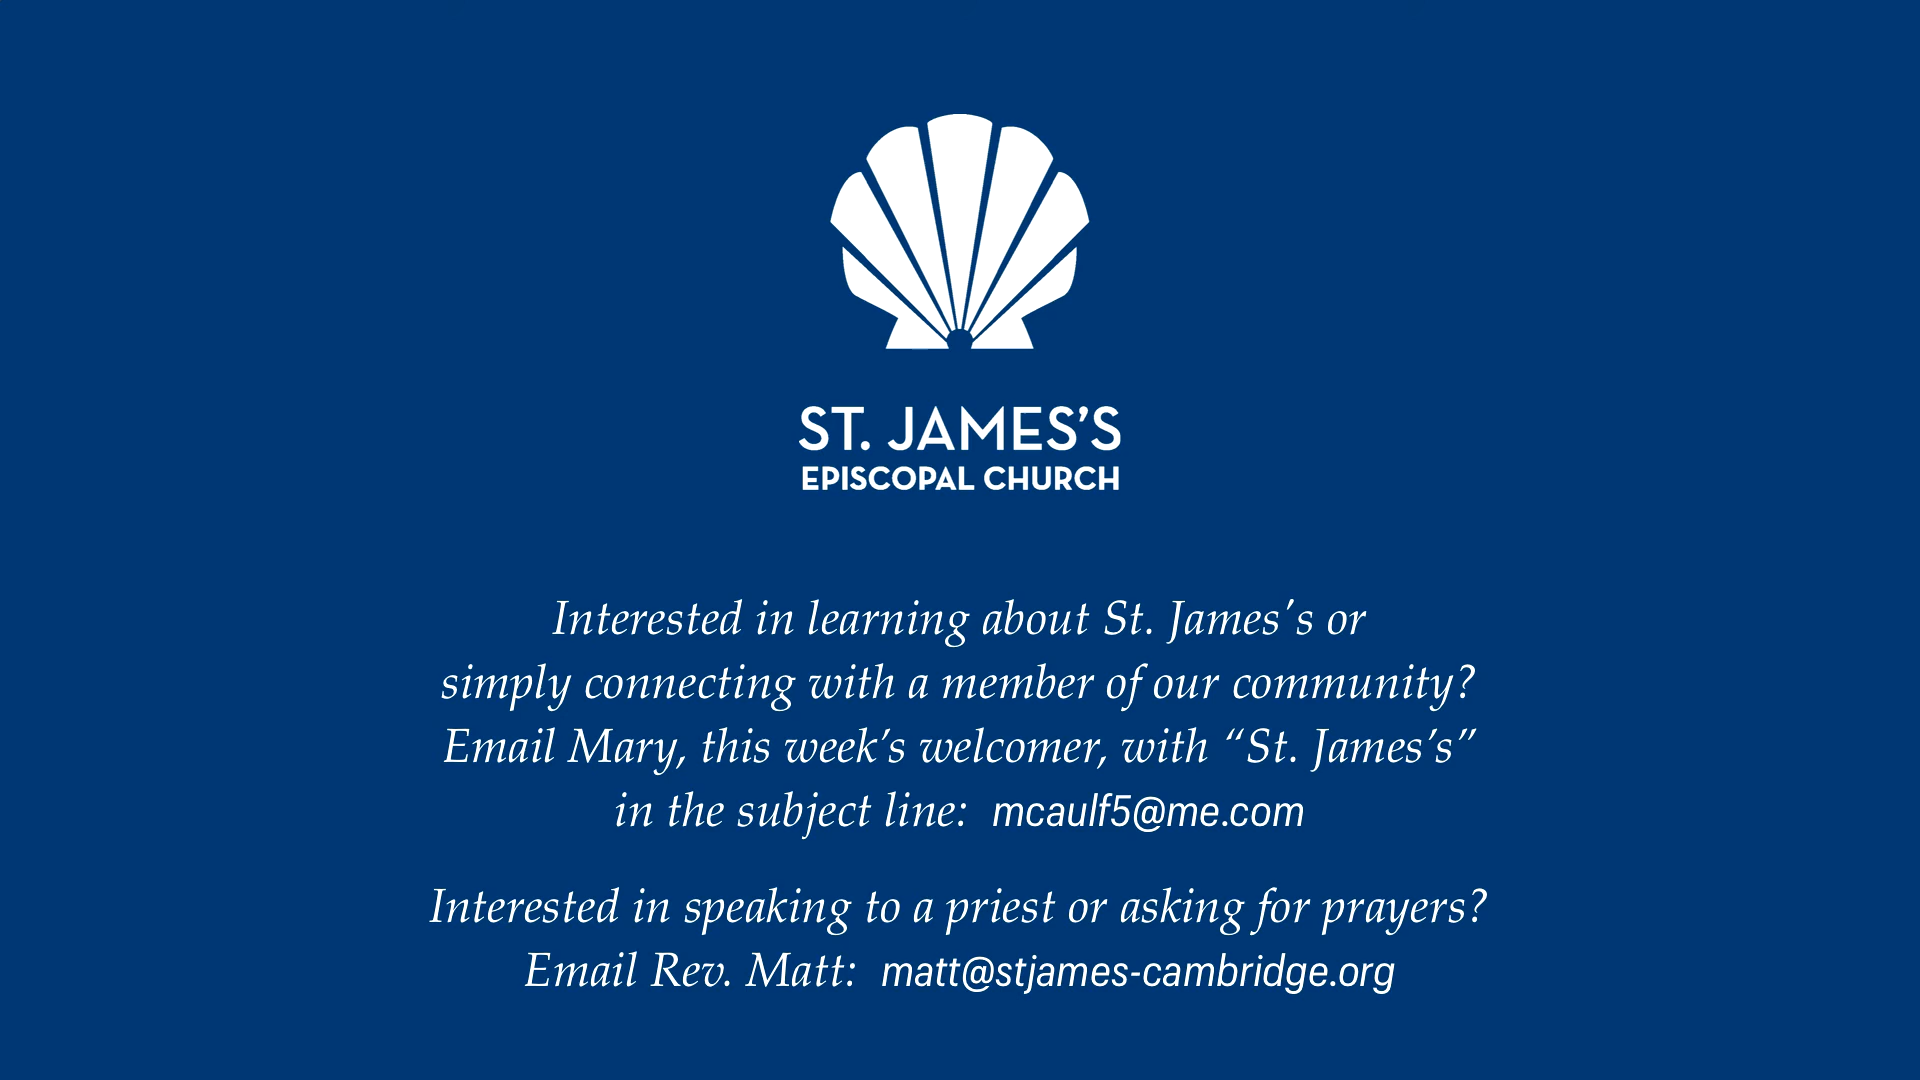 ST. JAMES’S
EPISCOPAL CHURCH
Interested in learning about St. James's or
simply connecting with a member of our community?
Email Mary, this week’s welcomer, with “St. James’s”
in the subject line: mcaulf5@me.com
Interested in speaking to a priest or asking for prayers?
Email Rev. Matt: matt@stjames-cambridge.org